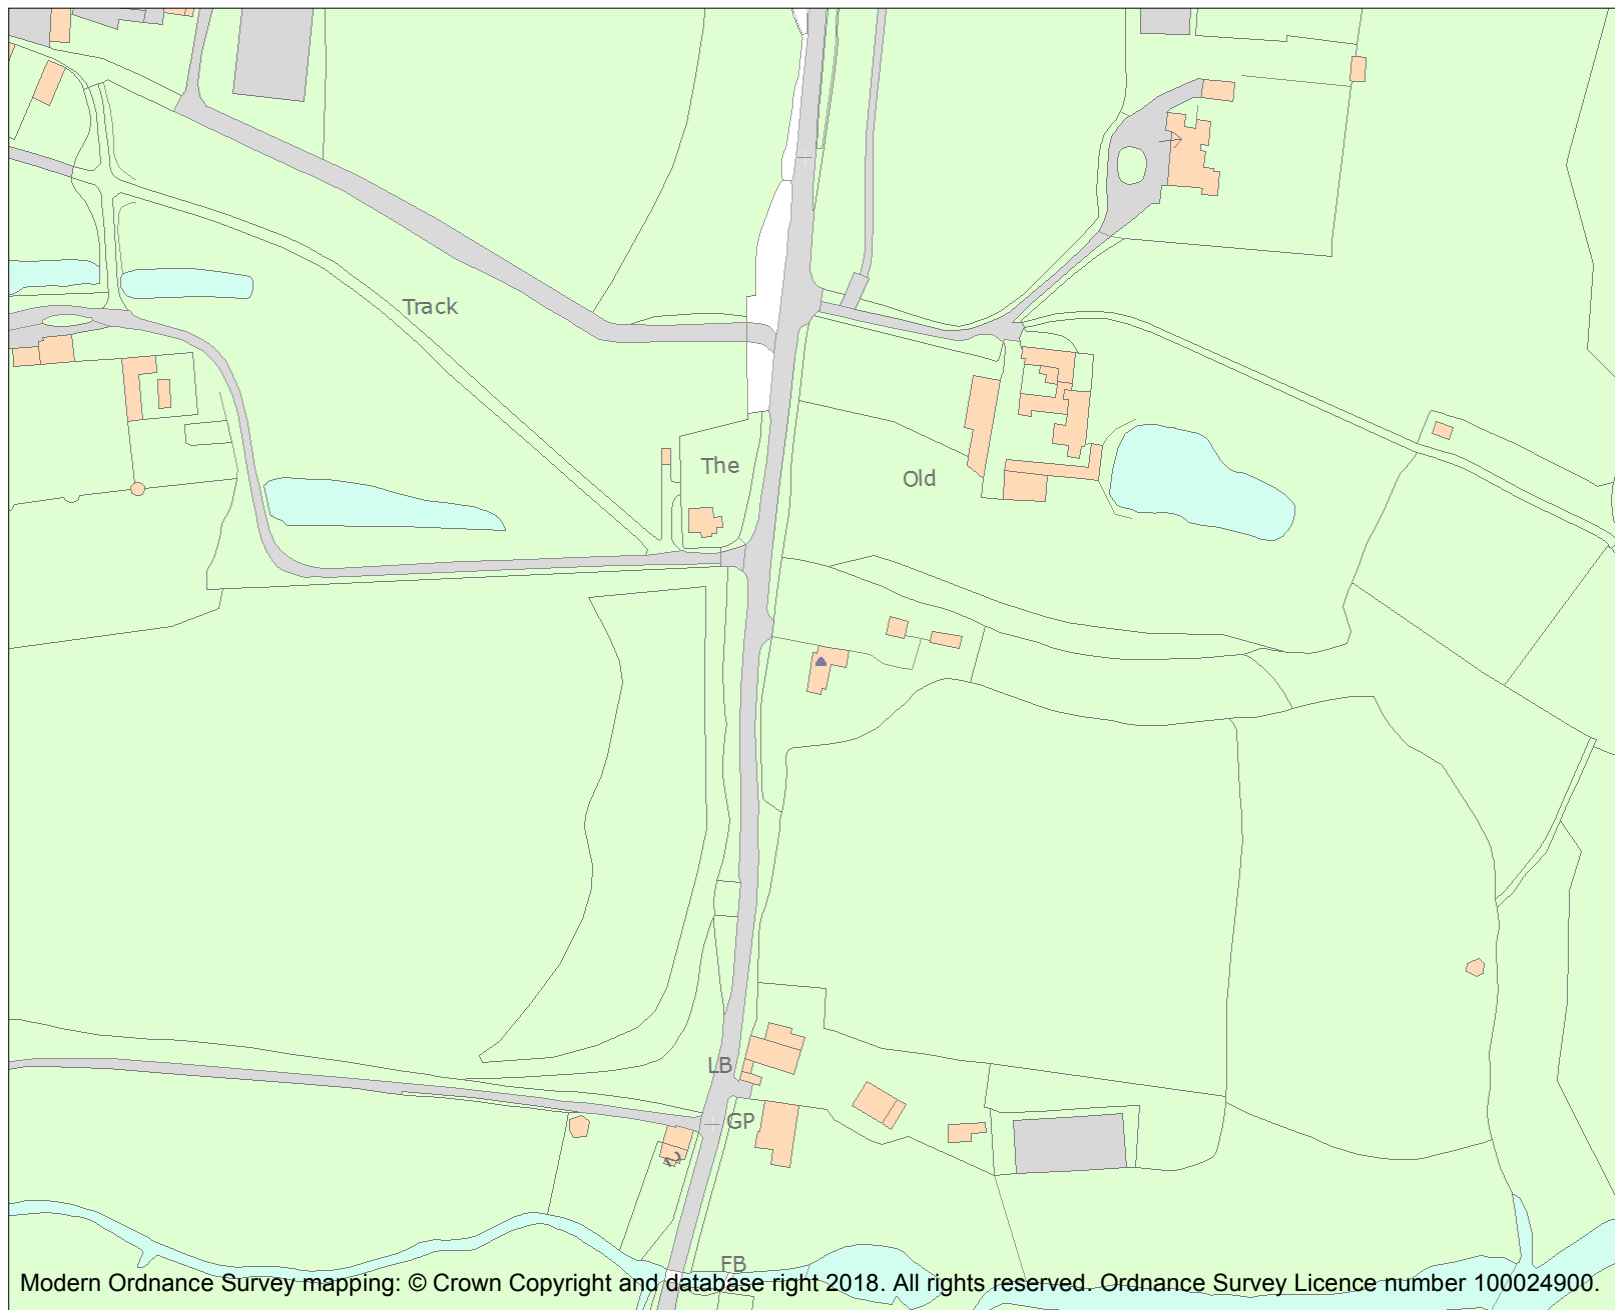 Track
The
Old
LB
GP
2
FB
Modern Ordnance Survey mapping: © Crown Copyright and database right 2018. All rights reserved. Ordnance Survey Licence number 100024900.